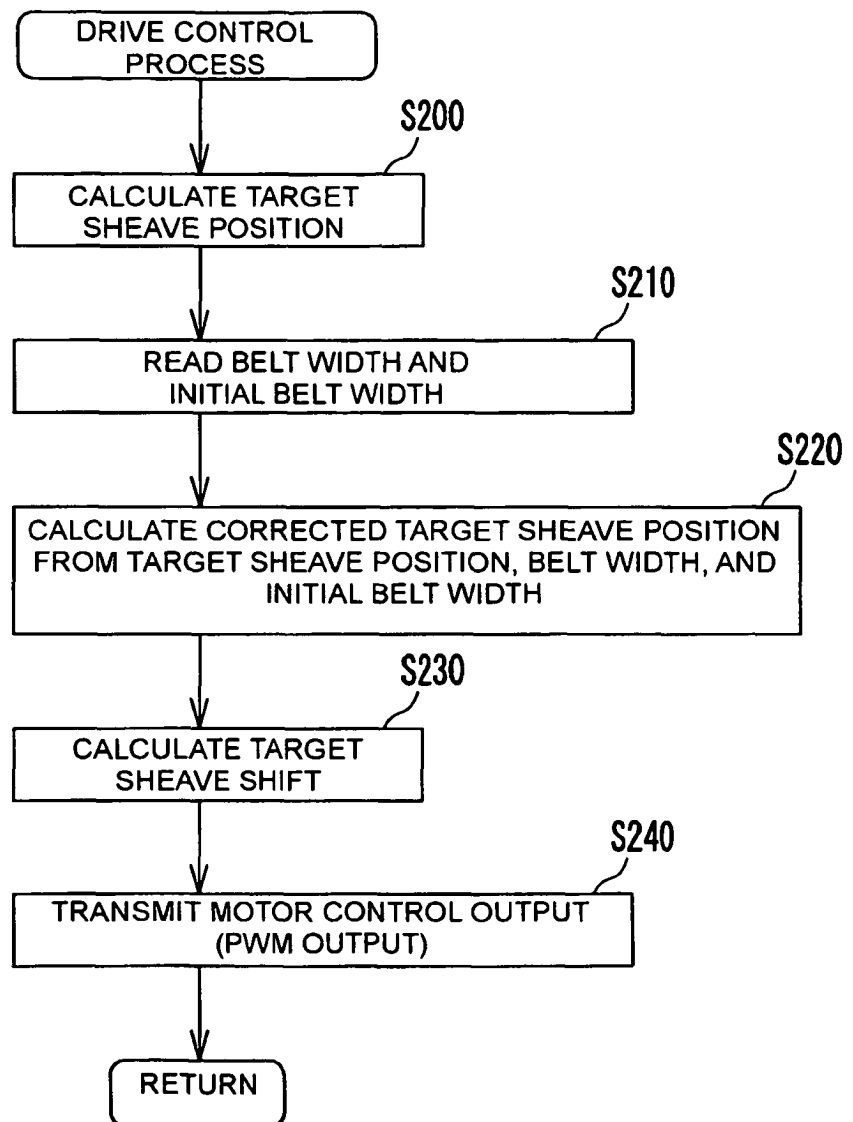 DRIVE CONTROL
PROCESS
S200
CALCULATE TARGET
SHEAVE POSITION
S210
READ BELT WIDTH AND
INITIAL BELT WIDTH
S220
CALCULATE CORRECTED TARGET SHEAVE POSITION
FROM TARGET SHEAVE POSITION, BELT WIDTH, AND
INITIAL BELT WIDTH
S230
CALCULATE TARGET
SHEAVE SHIFT
S240
TRANSMIT MOTOR CONTROL OUTPUT
(PWM OUTPUT)
RETURN